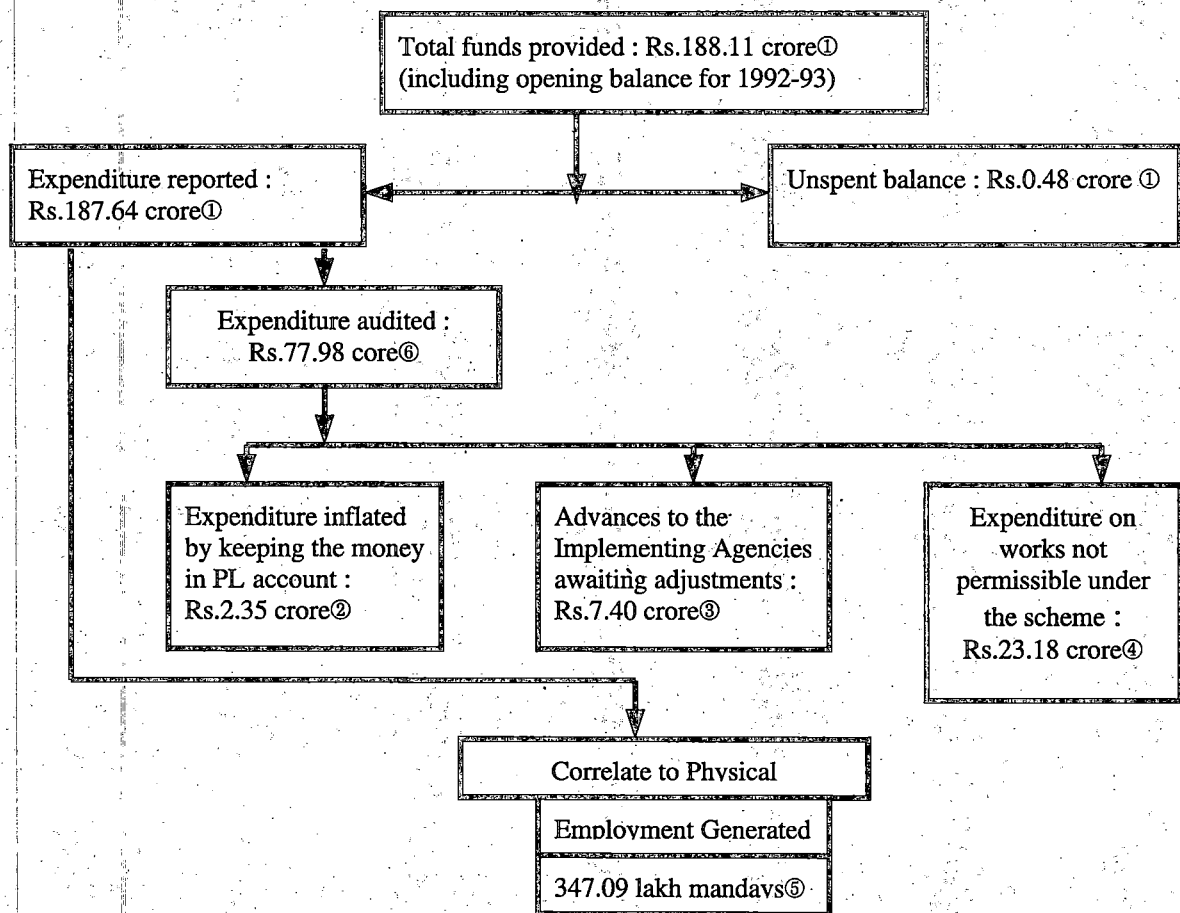 Total funds provided : Rs.188.11 crore①
(including opening balance for 1992-93)
Expenditure reported :
Rs.187.64 crore①
Unspent balance : Rs.0.48 crore ①
Expenditure audited :
Rs.77.98 core⑥
Expenditure inflated
by keeping the money
in PL account :
Rs.2.35 crore②
Advances to the
Implementing Agencies
awaiting adjustments :
Rs.7.40 crore③
Expenditure on
works not
permissible under
the scheme :
Rs.23.18 crore④
Correlate to Physical
Employment Generated
347.09 lakh mandays⑤